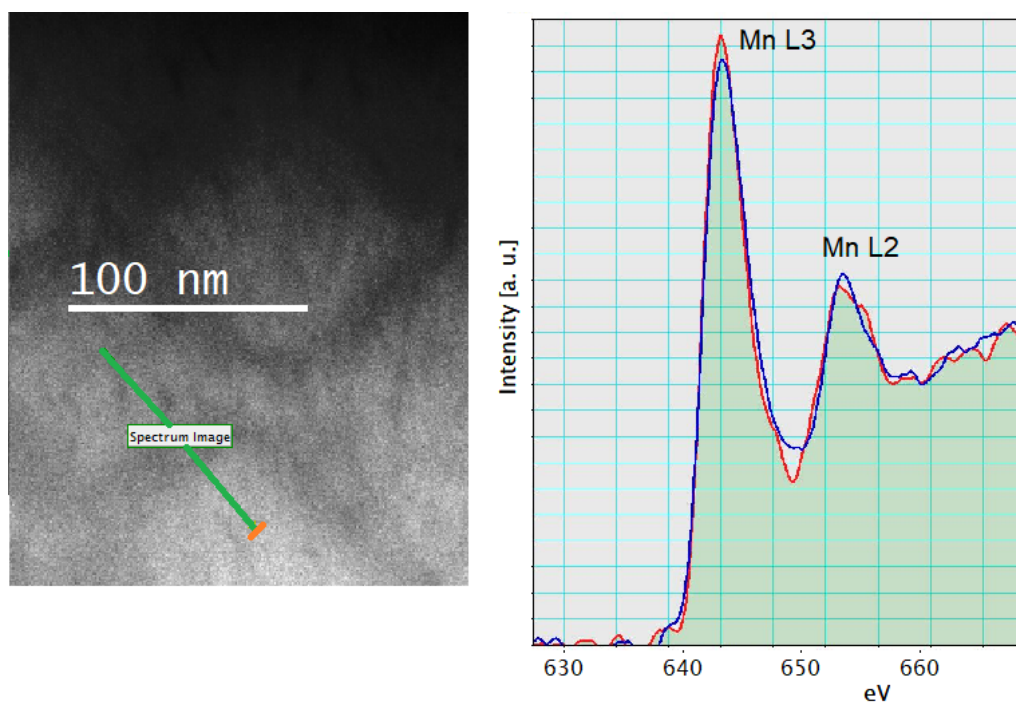 100 nm
Spectrum Image
Mn L3
Mn L2
Intensity [a. u.]
630 640 650 660
eV